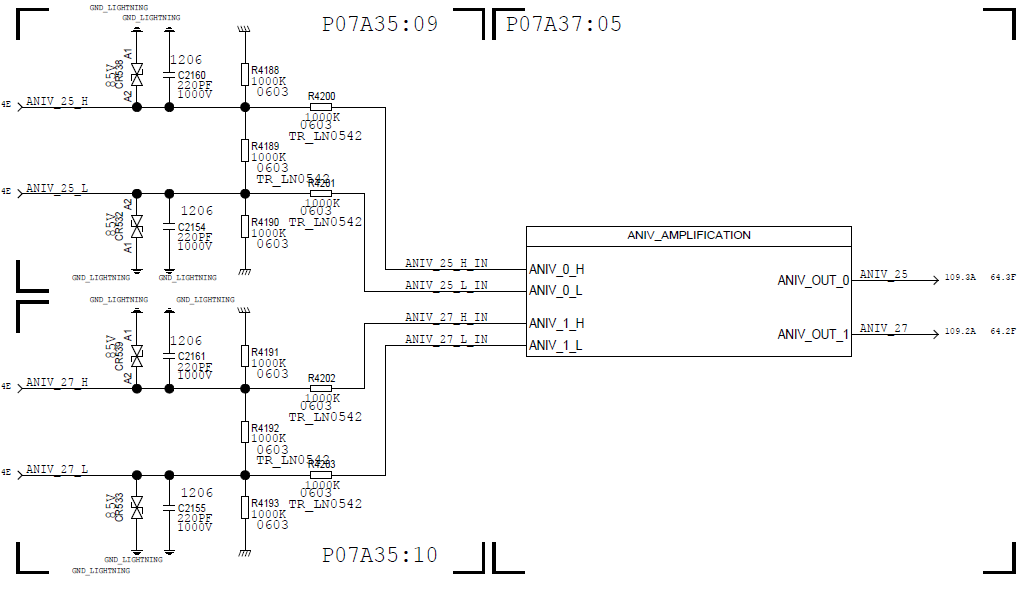 GND_LIGHTNING
GND_LIGHTNING
P07A35:09
P07A37:05
A1
85V
CR538
A2
1206
C2160
220PF
1000V
R4188
1000K
0603
4E
ANIV_25_H
R4200
1000K
0603
TR_LN0542
R4189
1000K
0603
TR_LN0542
4E
ANIV_25_L
R4201
1000K
0603
TR_LN0542
A2
85V
CR532
A1
1206
C2154
220PF
1000V
R4190
1000K
0603
GND_LIGHTNING
GND_LIGHTNING
ANIV_AMPLIFICATION
ANIV_25_H_IN
ANIV_0_H
ANIV_25_L_IN
ANIV_0_L
ANIV_OUT_0
ANIV_25
109.3A
64.3F
ANIV_27_H_IN
ANIV_1_H
ANIV_27_L_IN
ANIV_1_L
ANIV_OUT_1
ANIV_27
109.2A
64.2F
GND_LIGHTNING
GND_LIGHTNING
A1
85V
CR539
A2
1206
C2161
220PF
1000V
R4191
1000K
0603
4E
ANIV_27_H
R4202
1000K
0603
TR_LN0542
R4192
1000K
0603
TR_LN0542
4E
ANIV_27_L
R4203
1000K
0603
TR_LN0542
85V
CR533
1206
C2155
220PF
1000V
R4193
1000K
0603
GND_LIGHTNING
GND_LIGHTNING
P07A35:10